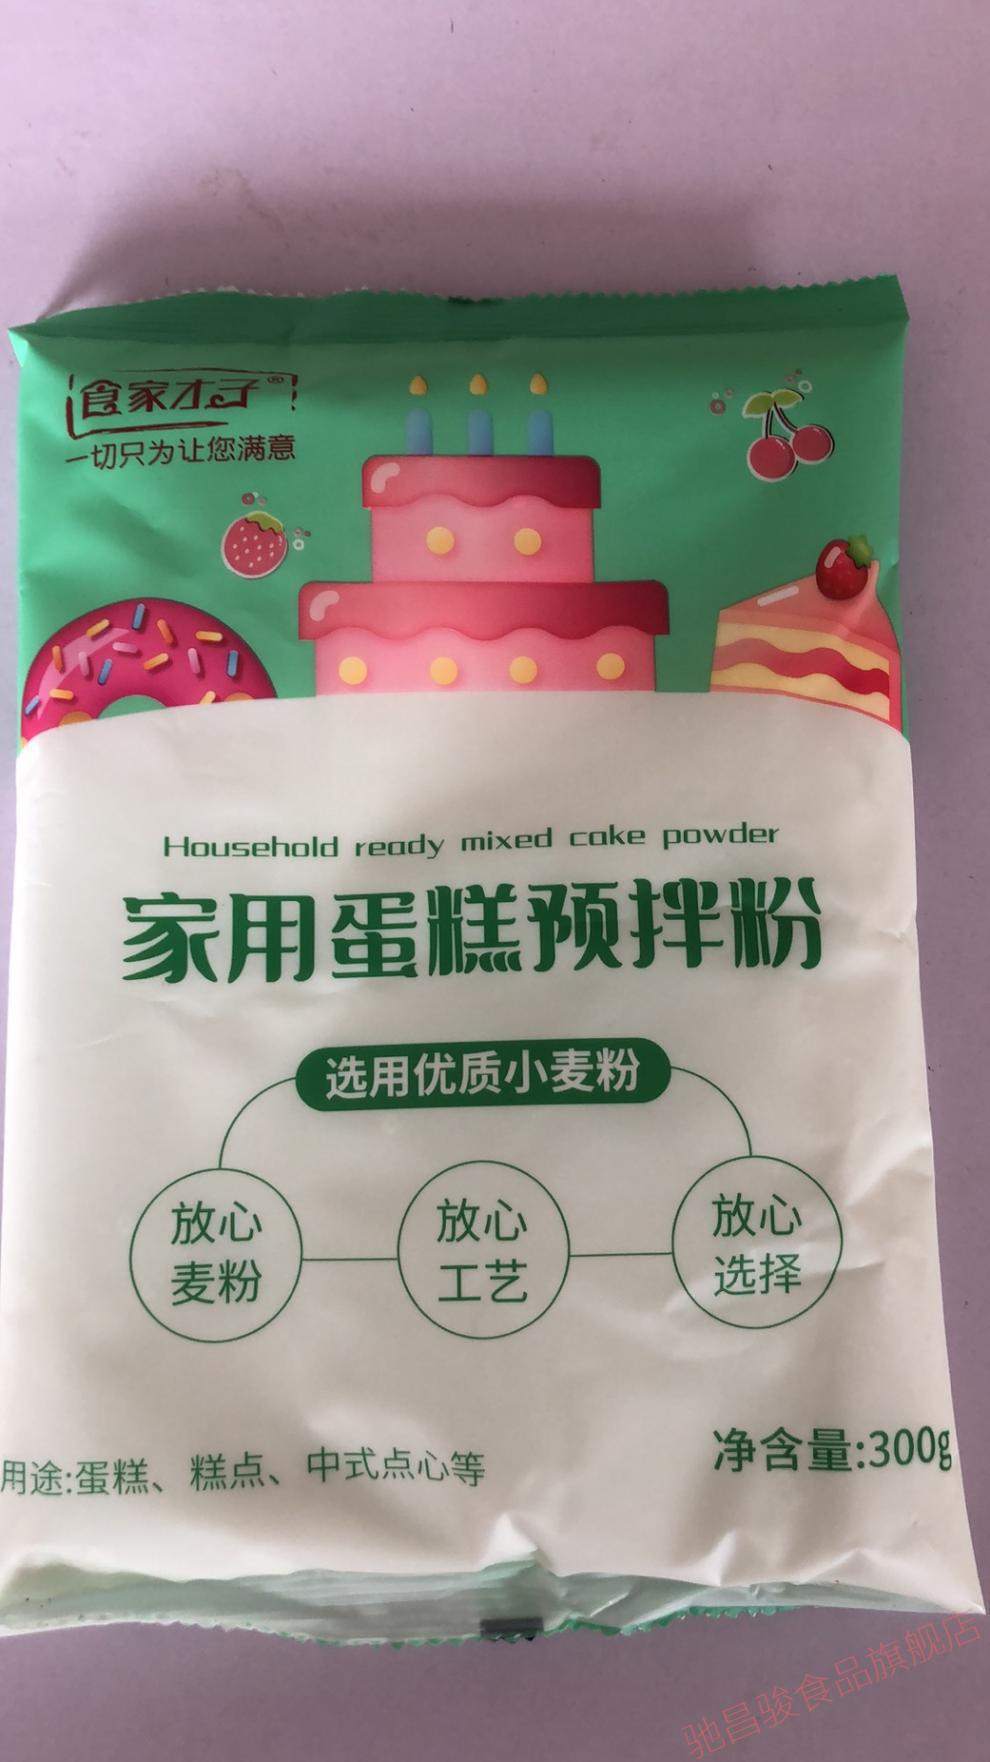 食家才子®
一切只为让您满意
Household ready mixed cake powder
家用蛋糕预拌粉
选用优质小麦粉
放心
麦粉
放心
工艺
放心
选择
用途:蛋糕、糕点、中式点心等
净含量:300g
驰昌骏食品旗舰店